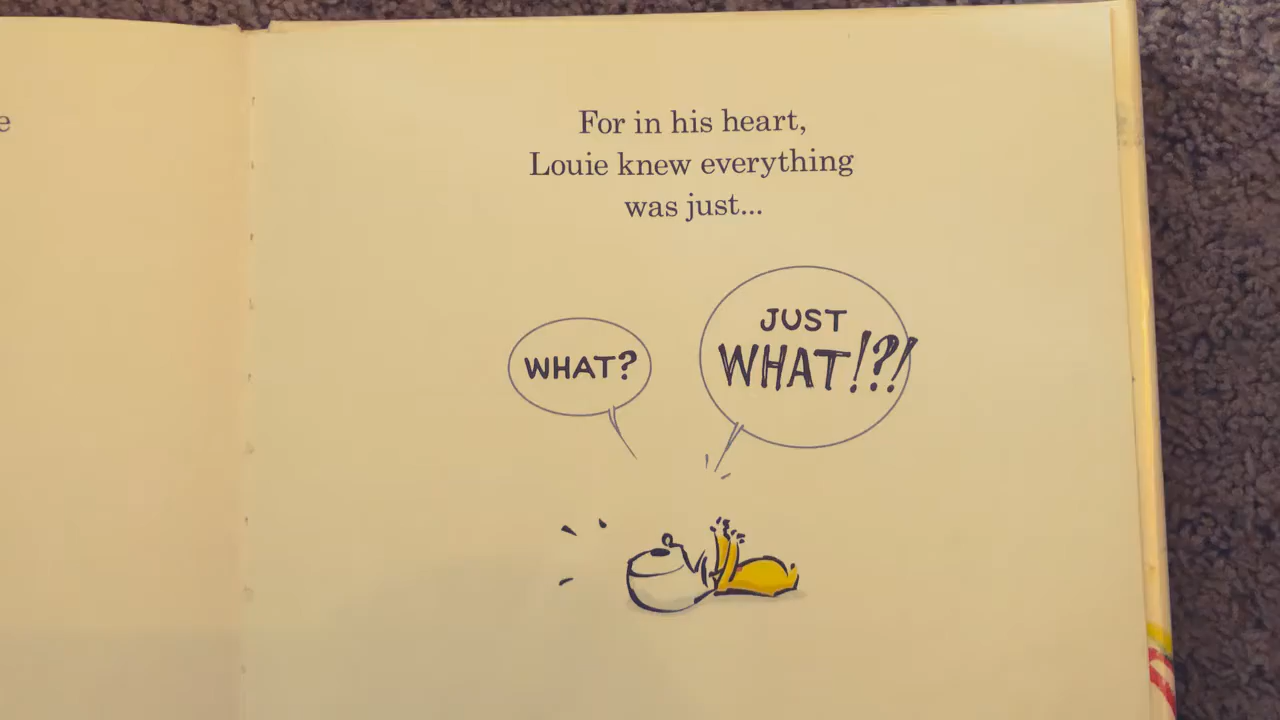 e
For in his heart,
Louie knew everything
was just...
WHAT?
JUST
WHAT!?!